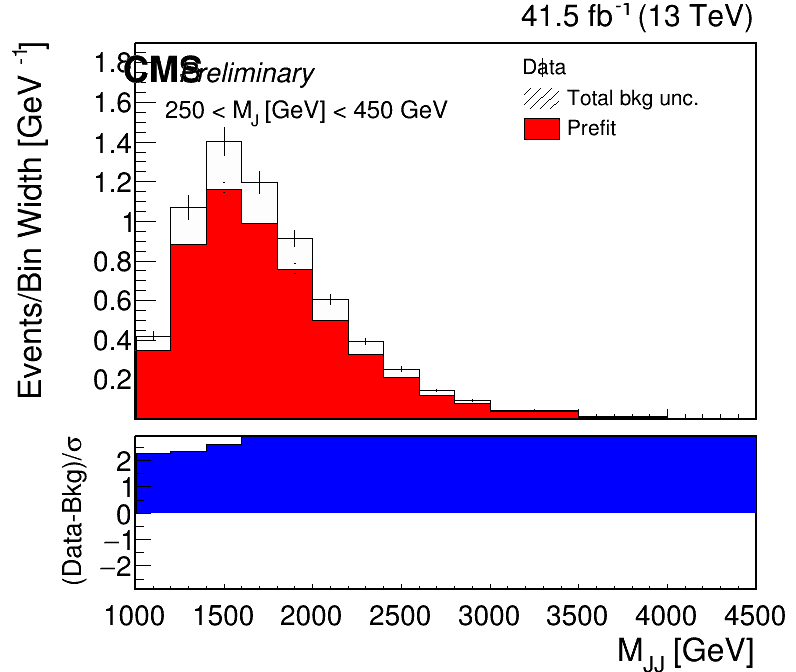 41.5 fb⁻¹ (13 TeV)
Events/Bin Width [GeV⁻¹]
CMS Preliminary
250 < M_J [GeV] < 450 GeV
Data
Total bkg unc.
Prefit
1.8
1.6
1.4
1.2
1
0.8
0.6
0.4
0.2
(Data-Bkg)/σ
2
1
0
−1
−2
1000 1500 2000 2500 3000 3500 4000 4500
M_JJ [GeV]